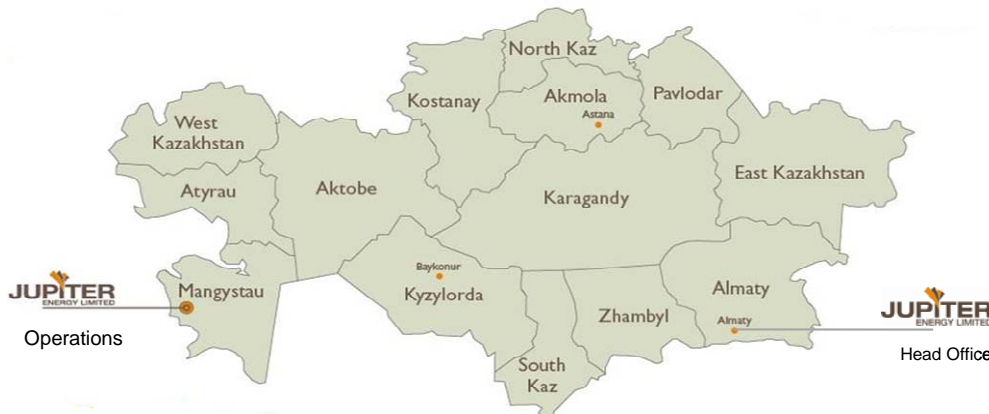 North Kaz
Kostanay
Akmola
Pavlodar
Astana
West
Kazakhstan
East Kazakhstan
Atyrau
Aktobe
Karagandy
Baykonur
Kyzylorda
Mangystau
Almaty
Zhambyl
Almaty
South
Kaz
JUPITER
ENERGY LIMITED
Operations
JUPITER
ENERGY LIMITED
Head Office